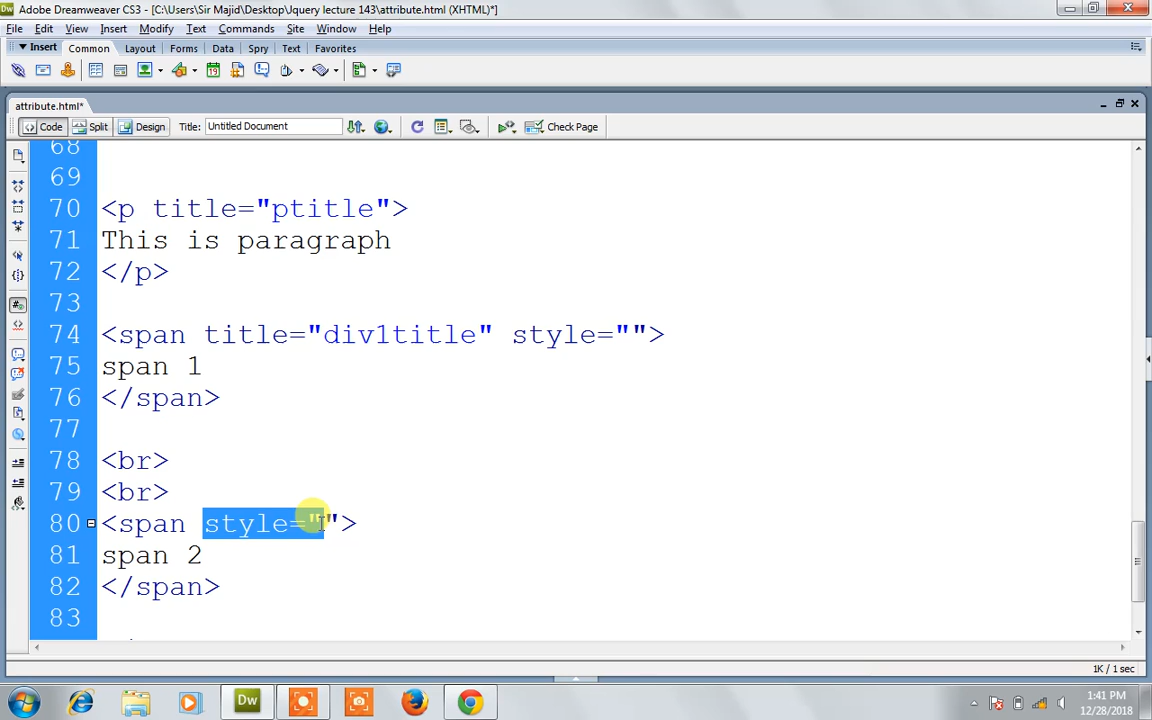 Adobe Dreamweaver CS3 - [C:\Users\Sir Majid\Desktop\Jquery lecture 143\attribute.html (XHTML)*]
File Edit View Insert Modify Text Commands Site Window Help
Insert Common Layout Forms Data Spry Text Favorites
attribute.html*
Code Split Design Title: Untitled Document Check Page
68
69
70 <p title="ptitle">
71 This is paragraph
72 </p>
73
74 <span title="div1title" style="">
75 span 1
76 </span>
77
78 <br>
79 <br>
80 <span style="">
81 span 2
82 </span>
83
1K / 1 sec
Dw
1:41 PM
12/28/2018